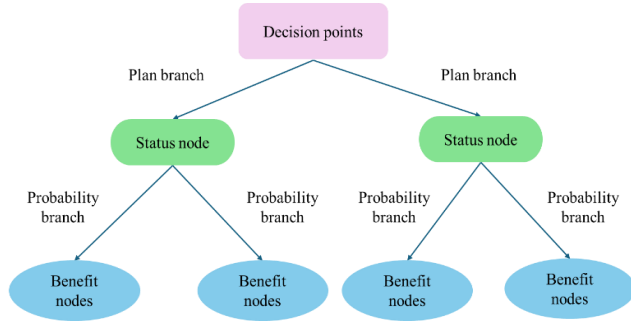 Decision points
Plan branch
Plan branch
Status node
Status node
Probability
branch
Probability
branch
Probability
branch
Probability
branch
Benefit
nodes
Benefit
nodes
Benefit
nodes
Benefit
nodes